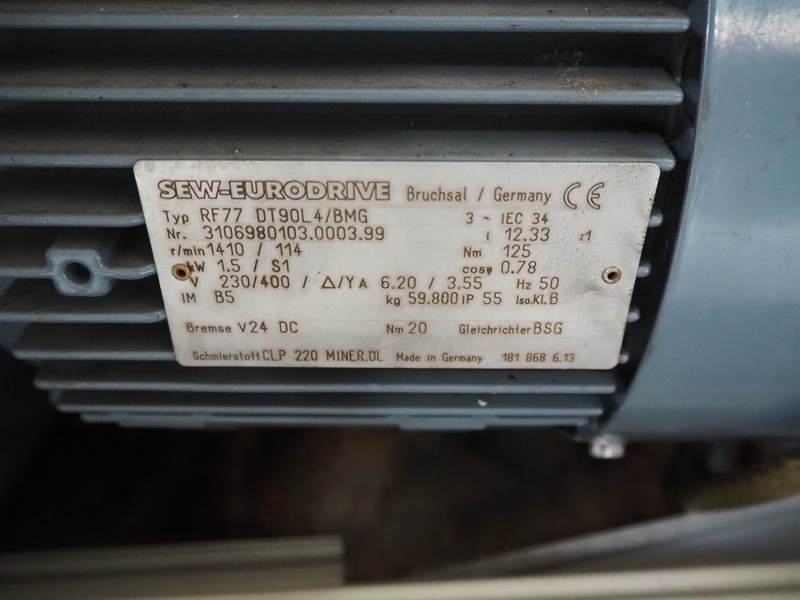 SEW-EURODRIVE Bruchsal / Germany CE
Typ RF77 DT90L4/BMG 3 ~ IEC 34
Nr. 3106980103.0003.99 i 12.33 :1
r/min 1410 / 114 Nm 125
kW 1.5 / S1 cosφ 0.78
V 230/400 / △/Y A 6.20 / 3.55 Hz 50
IM B5 kg 59.800 IP 55 Iso.Kl.B
Bremse V24 DC Nm 20 Gleichrichter BSG
Schmierstoff CLP 220 MINER.ÖL Made in Germany 181 868 6.13